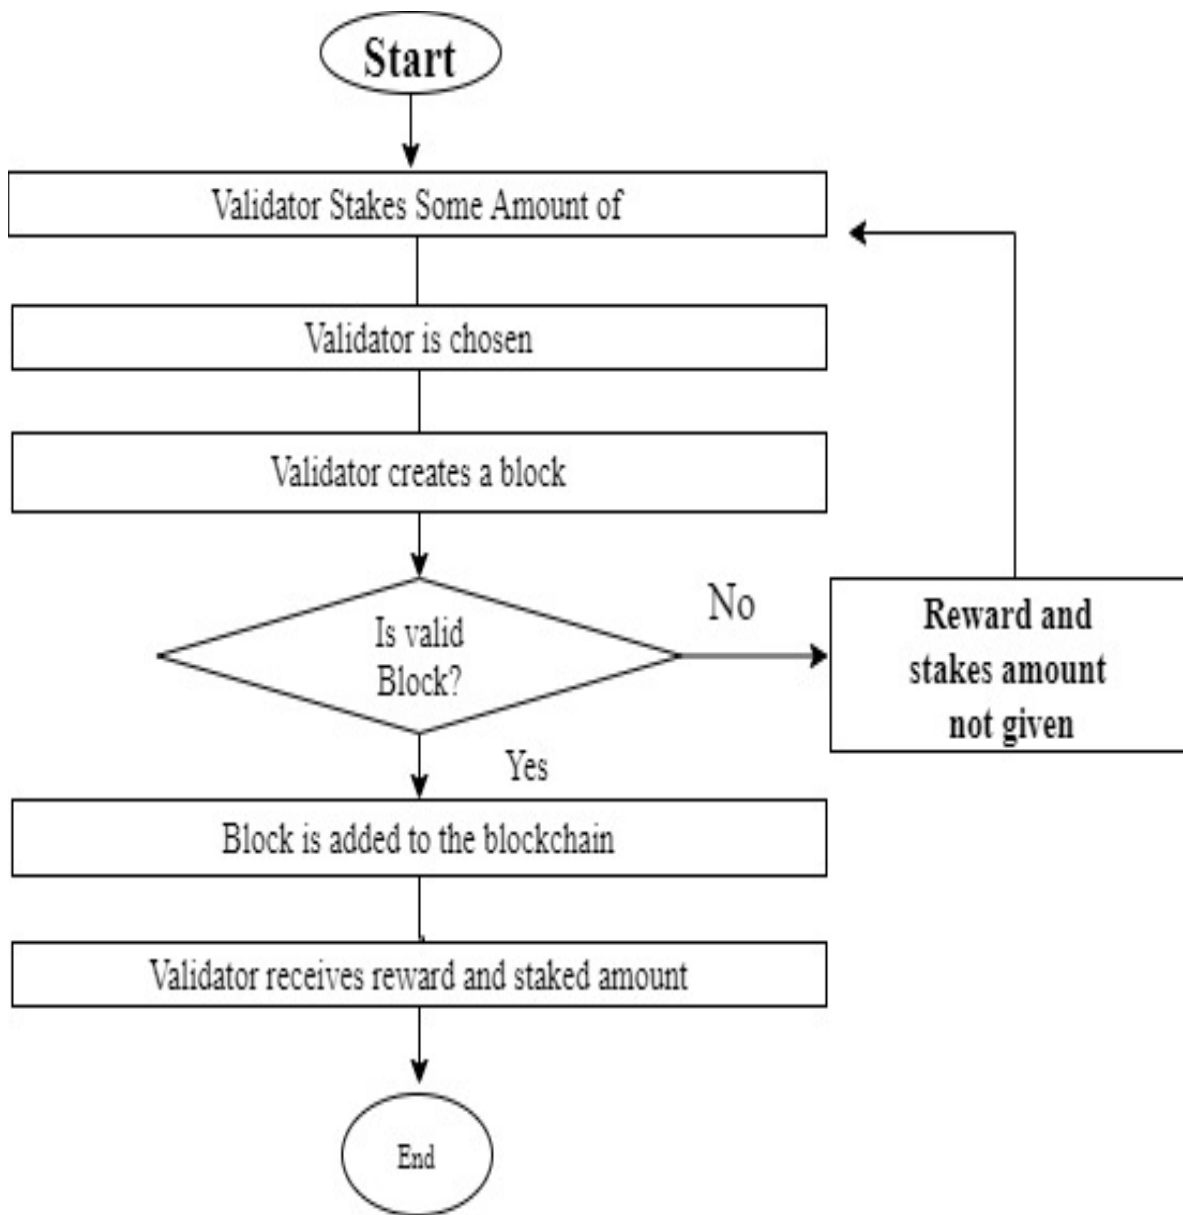 Start
Validator Stakes Some Amount of
Validator is chosen
Validator creates a block
Is valid
Block?
No
Reward and
stakes amount
not given
Yes
Block is added to the blockchain
Validator receives reward and staked amount
End